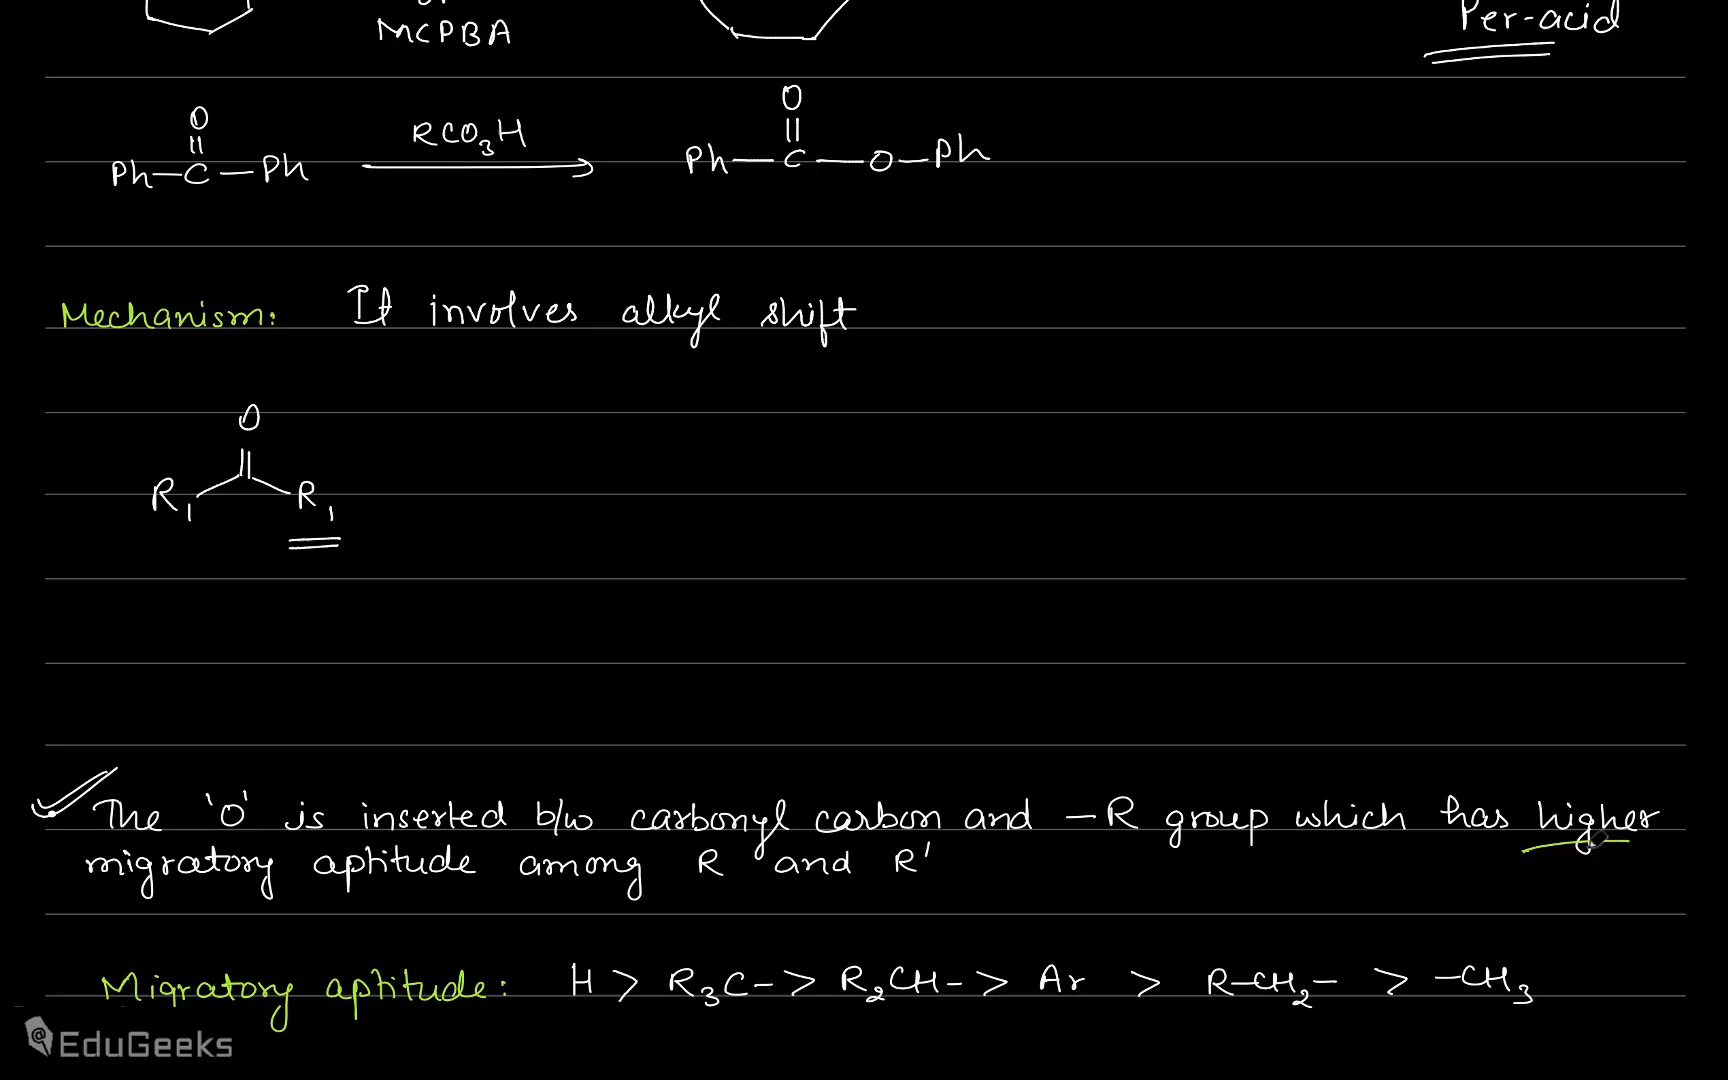 MCPBA
Per-acid
O
||
Ph-C-Ph
RCO₃H
O
||
Ph-C-O-Ph
Mechanism: It involves alkyl shift
O
||
R₁ R₁
The 'O' is inserted b/w carbonyl carbon and -R group which has higher
migratory aptitude among R and R'
Migratory aptitude: H > R₃C- > R₂CH- > Ar > R-CH₂- > -CH₃
EduGeeks